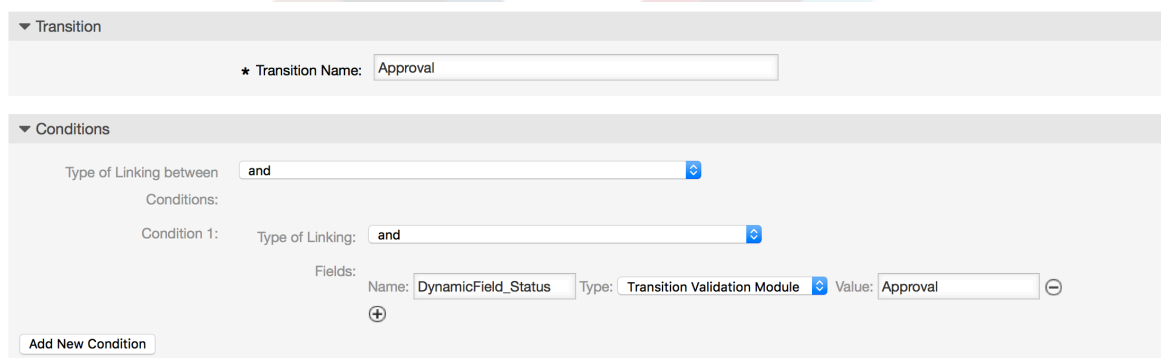 Transition
* Transition Name: Approval
Conditions
Type of Linking between Conditions: and
Condition 1: Type of Linking: and
Fields:
Name: DynamicField_Status Type: Transition Validation Module Value: Approval
Add New Condition